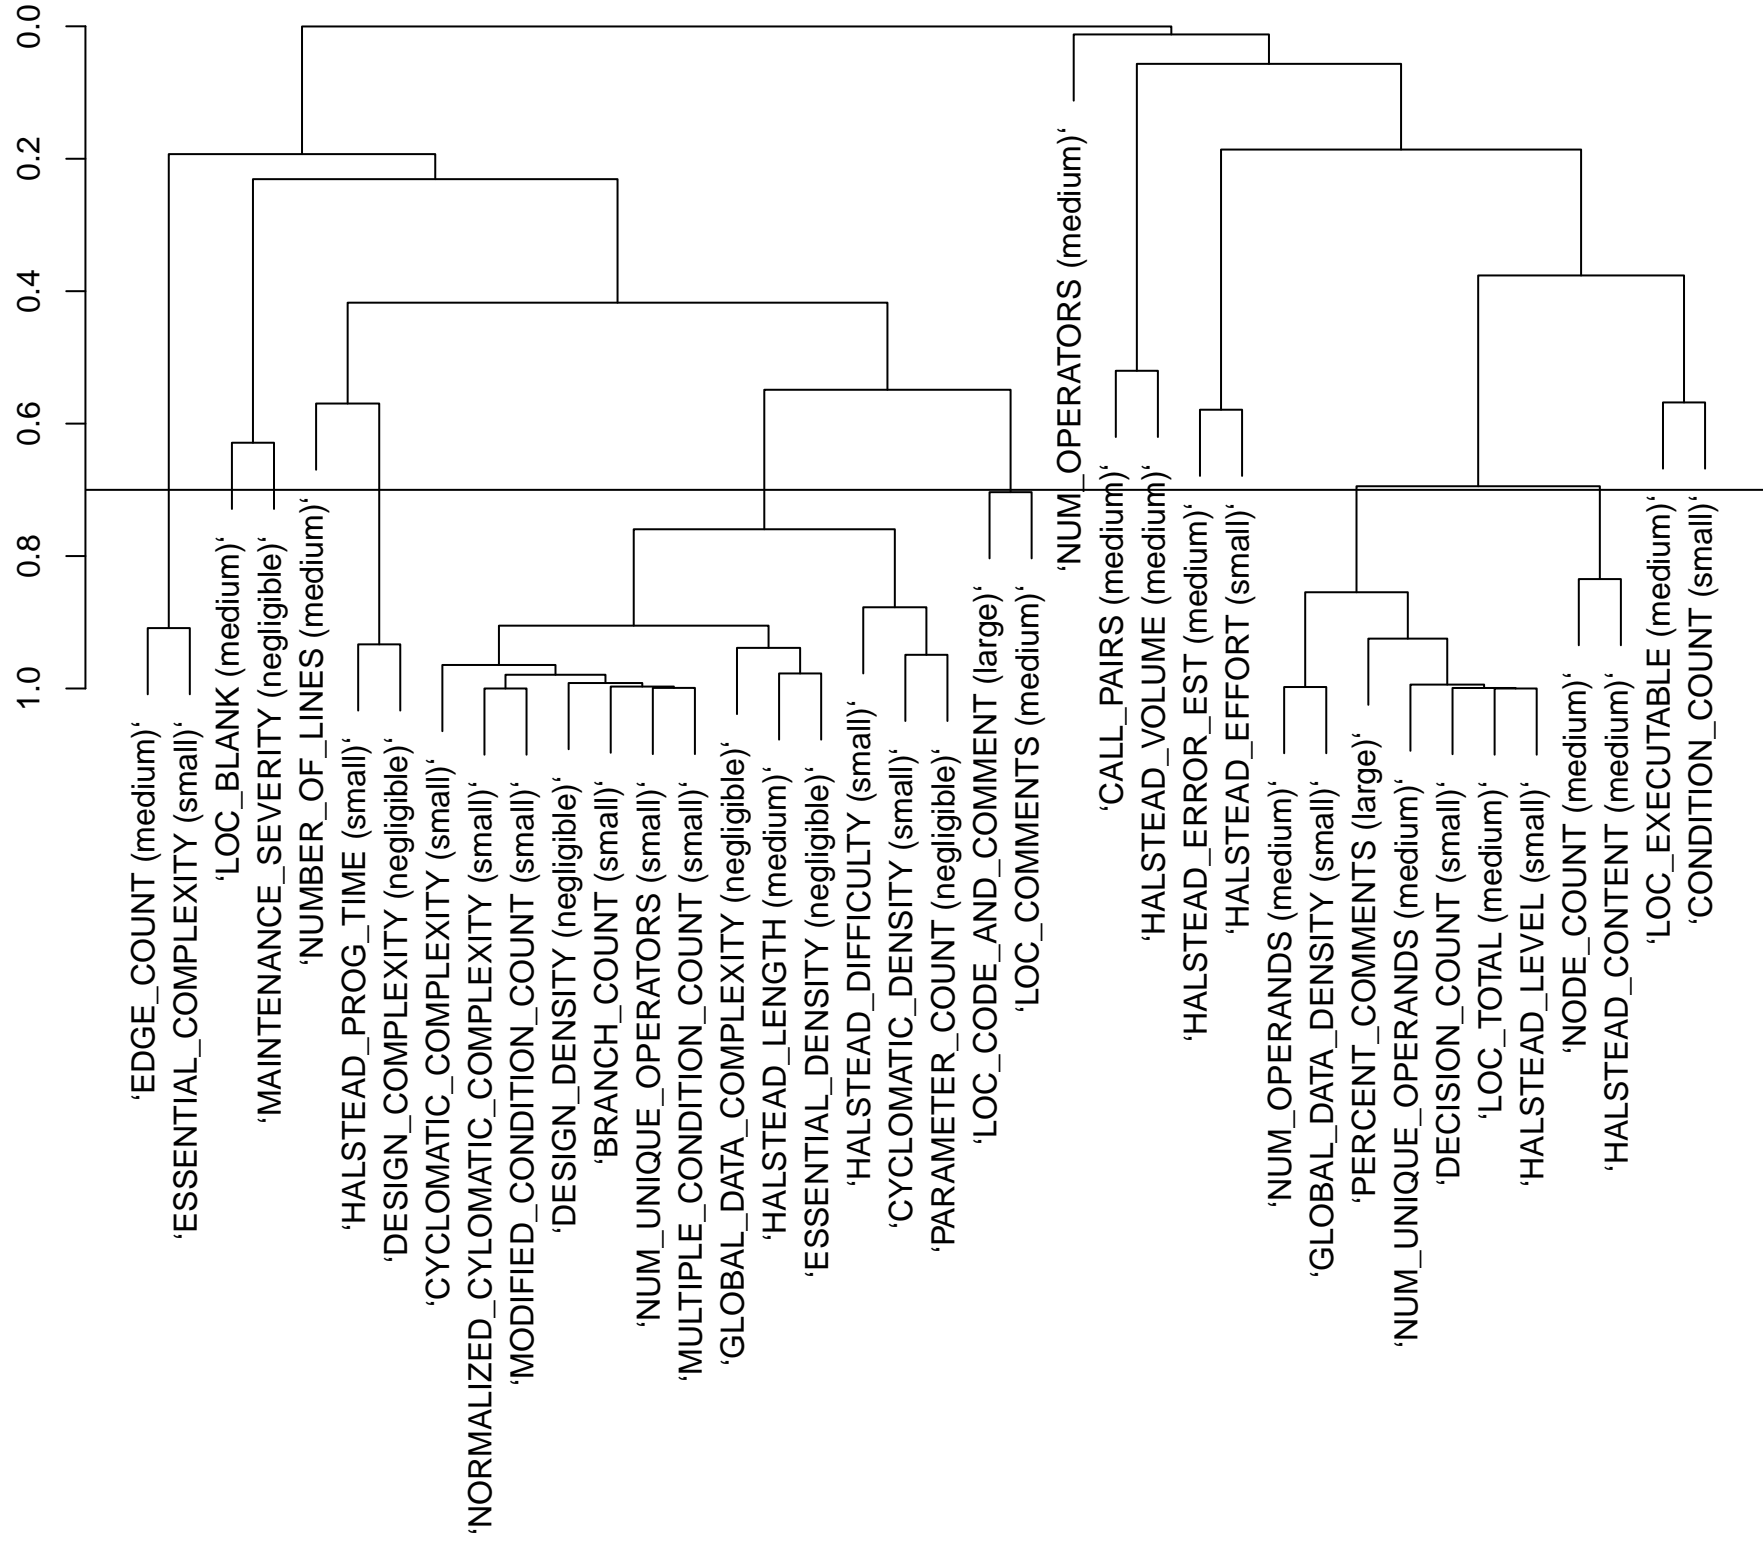 0.0
0.2
0.4
0.6
0.8
1.0
‘EDGE_COUNT (medium)‘
‘ESSENTIAL_COMPLEXITY (small)‘
‘LOC_BLANK (medium)‘
‘MAINTENANCE_SEVERITY (negligible)‘
‘NUMBER_OF_LINES (medium)‘
‘HALSTEAD_PROG_TIME (small)‘
‘DESIGN_COMPLEXITY (negligible)‘
‘CYCLOMATIC_COMPLEXITY (small)‘
‘NORMALIZED_CYLOMATIC_COMPLEXITY (small)‘
‘MODIFIED_CONDITION_COUNT (small)‘
‘DESIGN_DENSITY (negligible)‘
‘BRANCH_COUNT (small)‘
‘NUM_UNIQUE_OPERATORS (small)‘
‘MULTIPLE_CONDITION_COUNT (small)‘
‘GLOBAL_DATA_COMPLEXITY (negligible)‘
‘HALSTEAD_LENGTH (medium)‘
‘ESSENTIAL_DENSITY (negligible)‘
‘HALSTEAD_DIFFICULTY (small)‘
‘CYCLOMATIC_DENSITY (small)‘
‘PARAMETER_COUNT (negligible)‘
‘LOC_CODE_AND_COMMENT (large)‘
‘LOC_COMMENTS (medium)‘
‘NUM_OPERATORS (medium)‘
‘CALL_PAIRS (medium)‘
‘HALSTEAD_VOLUME (medium)‘
‘HALSTEAD_ERROR_EST (medium)‘
‘HALSTEAD_EFFORT (small)‘
‘NUM_OPERANDS (medium)‘
‘GLOBAL_DATA_DENSITY (small)‘
‘PERCENT_COMMENTS (large)‘
‘NUM_UNIQUE_OPERANDS (medium)‘
‘DECISION_COUNT (small)‘
‘LOC_TOTAL (medium)‘
‘HALSTEAD_LEVEL (small)‘
‘NODE_COUNT (medium)‘
‘HALSTEAD_CONTENT (medium)‘
‘LOC_EXECUTABLE (medium)‘
‘CONDITION_COUNT (small)‘